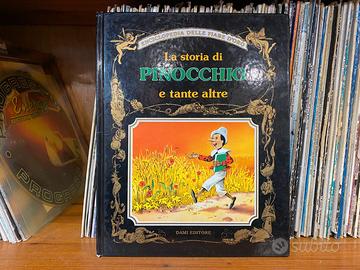 ENCICLOPEDIA DELLE FIABE D'ORO
La storia di
PINOCCHIO
e tante altre
DAMI EDITORE
subito